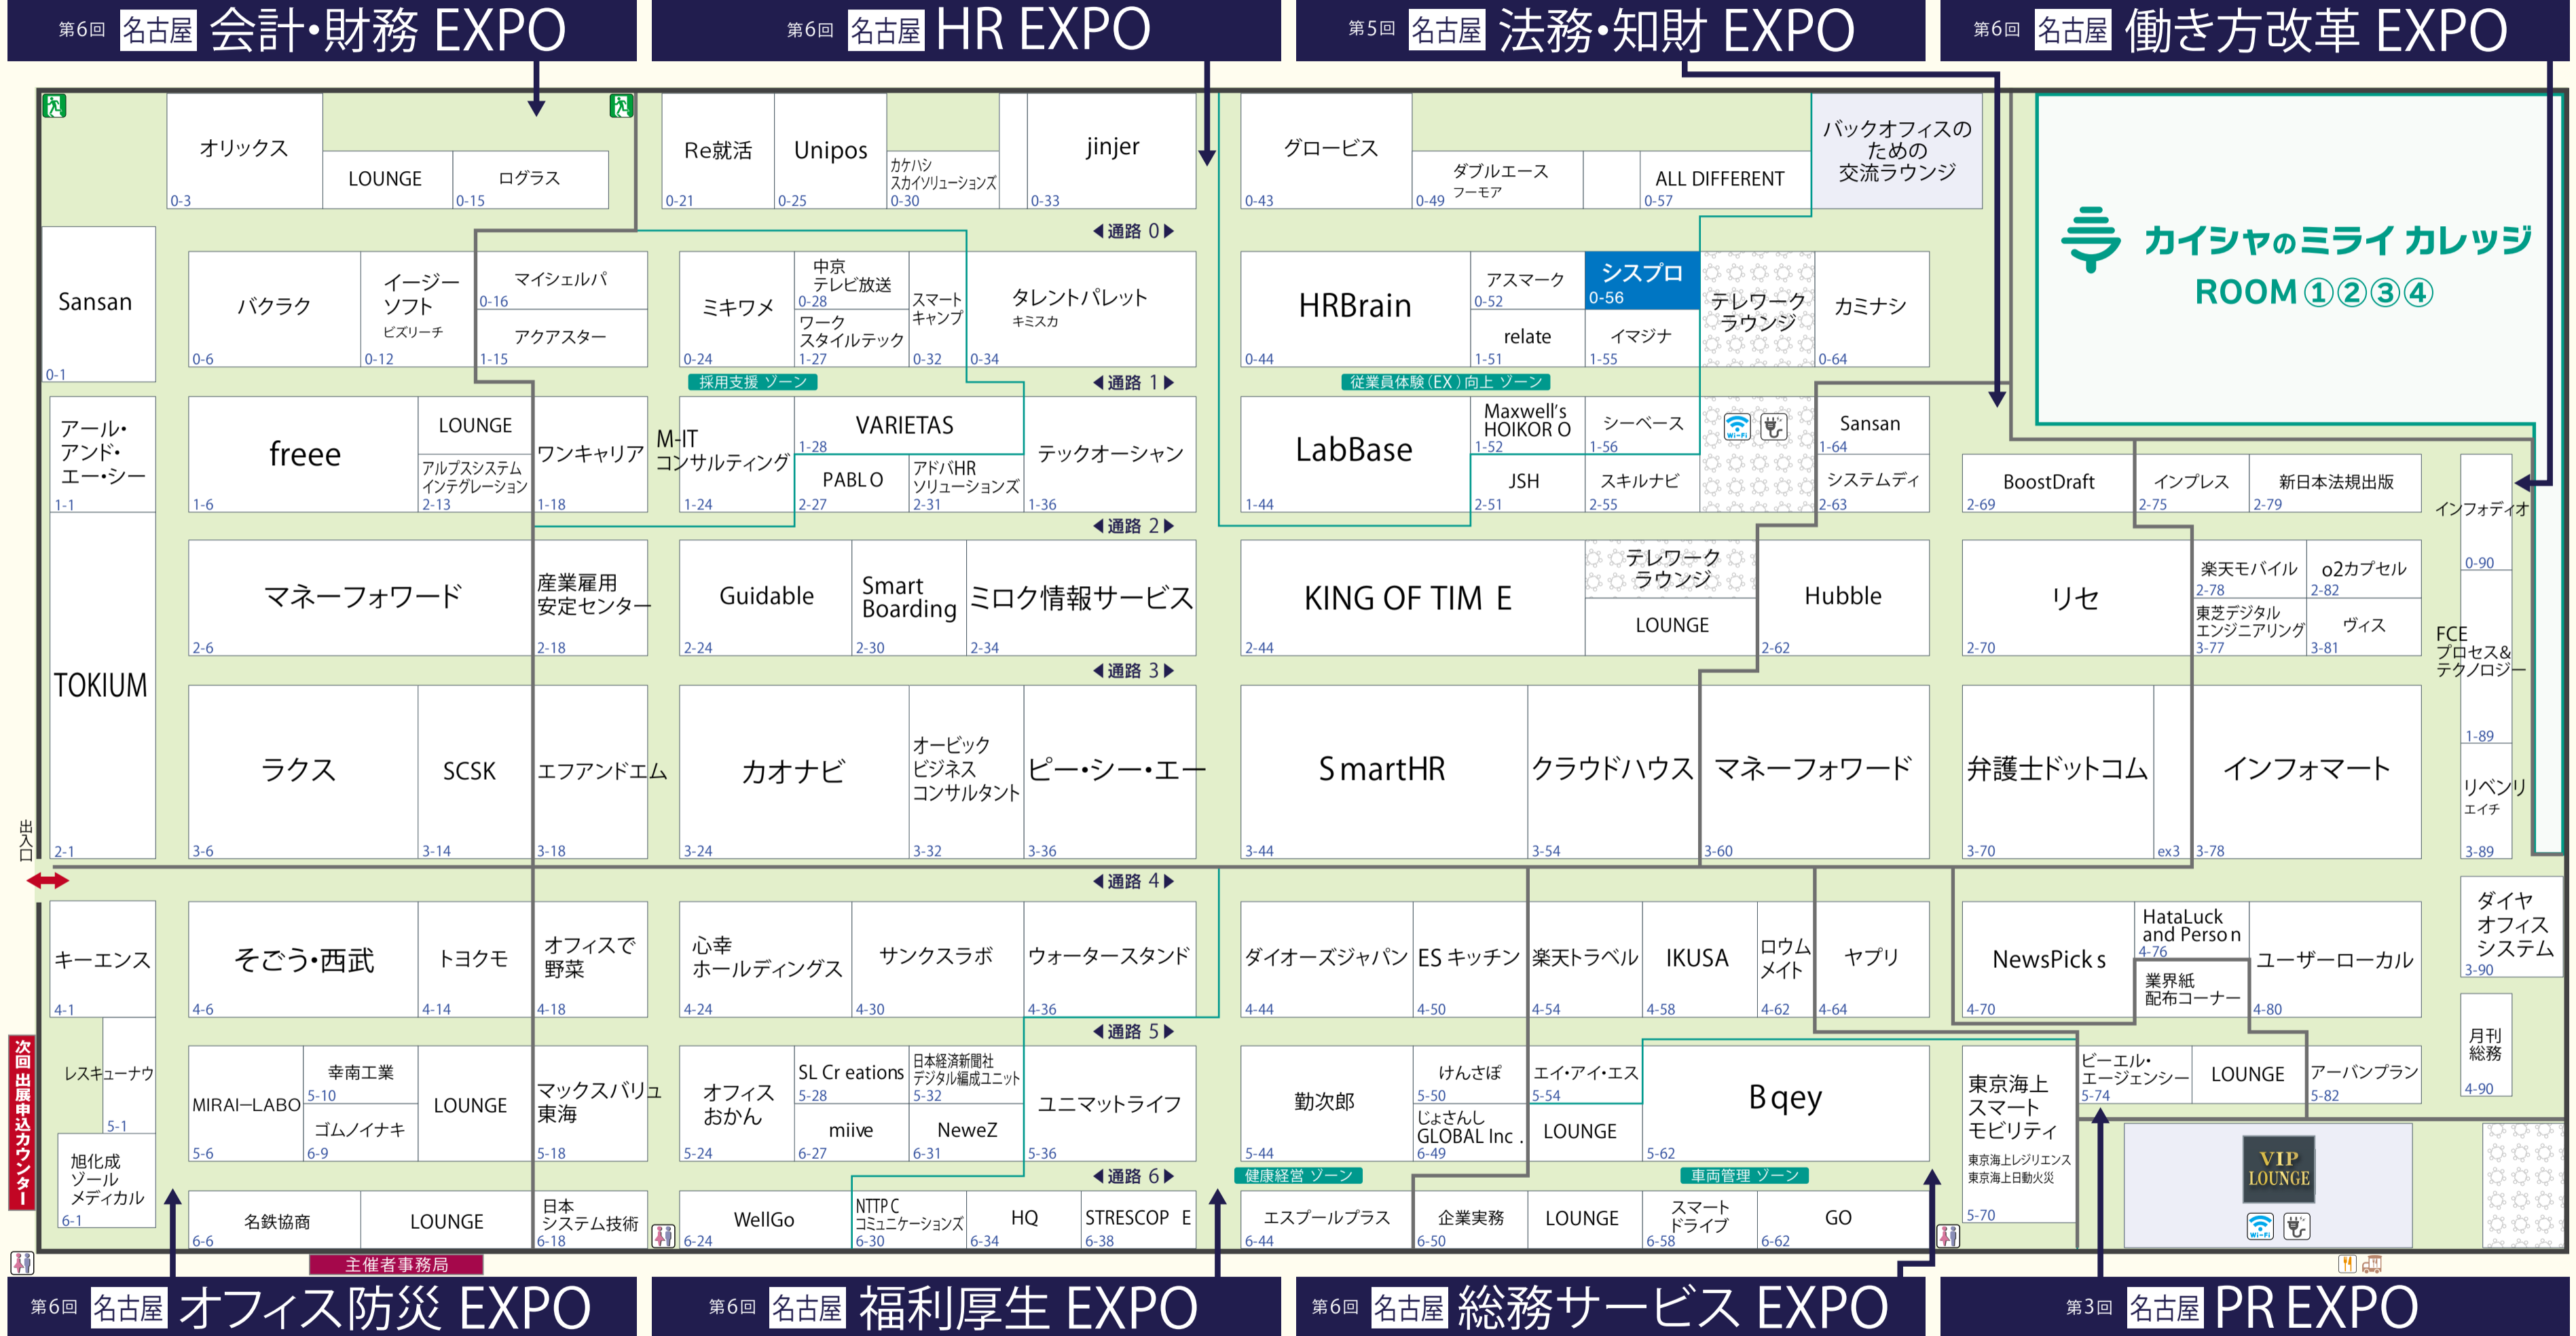 第6回 名古屋 会計・財務 EXPO
第6回 名古屋 HR EXPO
第5回 名古屋 法務・知財 EXPO
第6回 名古屋 働き方改革 EXPO
オリックス
0-3
LOUNGE
ログラス
0-15
Re就活
0-21
Unipos
0-25
カケハシ
スカイソリューションズ
0-30
jinjer
0-33
グロービス
0-43
ダブルエース
フーモア
0-49
ALL DIFFERENT
0-57
バックオフィスの
ための
交流ラウンジ
カイシャのミライ カレッジ
ROOM①②③④
◀通路 0▶
Sansan
0-1
バクラク
0-6
イージー
ソフト
ビズリーチ
0-12
マイシェルパ
0-16
アクアスター
1-15
ミキワメ
0-24
中京
テレビ放送
0-28
ワーク
スタイルテック
1-27
スマート
キャンプ
0-32
タレントパレット
キミスカ
0-34
HRBrain
0-44
アスマーク
0-52
relate
1-51
シスプロ
0-56
イマジナ
1-55
テレワーク
ラウンジ
カミナシ
0-64
採用支援 ゾーン
◀通路 1▶
従業員体験(EX)向上 ゾーン
アール・
アンド・
エー・シー
1-1
freee
1-6
LOUNGE
アルプスシステム
インテグレーション
2-13
ワンキャリア
1-18
M-IT
コンサルティング
1-24
VARIETAS
1-28
PABLO
2-27
アドバHR
ソリューションズ
2-31
テックオーシャン
1-36
LabBase
1-44
Maxwell's
HOIKORO
1-52
JSH
2-51
シーベース
1-56
スキルナビ
2-55
Wi-Fi
Sansan
1-64
システムディ
2-63
BoostDraft
2-69
インプレス
2-75
新日本法規出版
2-79
インフォディオ
0-90
◀通路 2▶
TOKIUM
2-1
マネーフォワード
2-6
産業雇用
安定センター
2-18
Guidable
2-24
Smart
Boarding
2-30
ミロク情報サービス
2-34
KING OF TIME
2-44
テレワーク
ラウンジ
LOUNGE
Hubble
2-62
リセ
2-70
楽天モバイル
2-78
o2カプセル
2-82
東芝デジタル
エンジニアリング
3-77
ヴィス
3-81
FCE
プロセス&
テクノロジー
1-89
◀通路 3▶
ラクス
3-6
SCSK
3-14
エフアンドエム
3-18
カオナビ
3-24
オービック
ビジネス
コンサルタント
3-32
ピー・シー・エー
3-36
SmartHR
3-44
クラウドハウス
3-54
マネーフォワード
3-60
弁護士ドットコム
3-70
ex3
インフォマート
3-78
リベンリ
エイチ
3-89
出入口
◀通路 4▶
キーエンス
4-1
そごう・西武
4-6
トヨクモ
4-14
オフィスで
野菜
4-18
心幸
ホールディングス
4-24
サンクスラボ
4-30
ウォータースタンド
4-36
ダイオーズジャパン
4-44
ESキッチン
4-50
楽天トラベル
4-54
IKUSA
4-58
ロウム
メイト
4-62
ヤプリ
4-64
NewsPicks
4-70
HataLuck
and Person
4-76
業界紙
配布コーナー
ユーザーローカル
4-80
ダイヤ
オフィス
システム
3-90
◀通路 5▶
次回 出展申込カウンター
レスキューナウ
5-1
MIRAI-LABO
5-6
幸南工業
5-10
ゴムノイナキ
6-9
LOUNGE
マックスバリュ
東海
5-18
オフィス
おかん
5-24
SL Creations
5-28
miive
6-27
日本経済新聞社
デジタル編成ユニット
5-32
NeweZ
6-31
ユニマットライフ
5-36
勤次郎
5-44
けんさぽ
5-50
じょさんし
GLOBAL Inc.
6-49
エイ・アイ・エス
5-54
LOUNGE
Bqey
5-62
東京海上
スマート
モビリティ
東京海上レジリエンス
東京海上日動火災
5-70
ビーエル・
エージェンシー
5-74
LOUNGE
アーバンプラン
5-82
月刊
総務
4-90
旭化成
ゾール
メディカル
6-1
◀通路 6▶
健康経営 ゾーン
車両管理 ゾーン
名鉄協商
6-6
LOUNGE
日本
システム技術
6-18
WellGo
6-24
NTTPC
コミュニケーションズ
6-30
HQ
6-34
STRESCOPE
6-38
エスプールプラス
6-44
企業実務
6-50
LOUNGE
スマート
ドライブ
6-58
GO
6-62
VIP
LOUNGE
Wi-Fi
主催者事務局
第6回 名古屋 オフィス防災 EXPO
第6回 名古屋 福利厚生 EXPO
第6回 名古屋 総務サービス EXPO
第3回 名古屋 PR EXPO